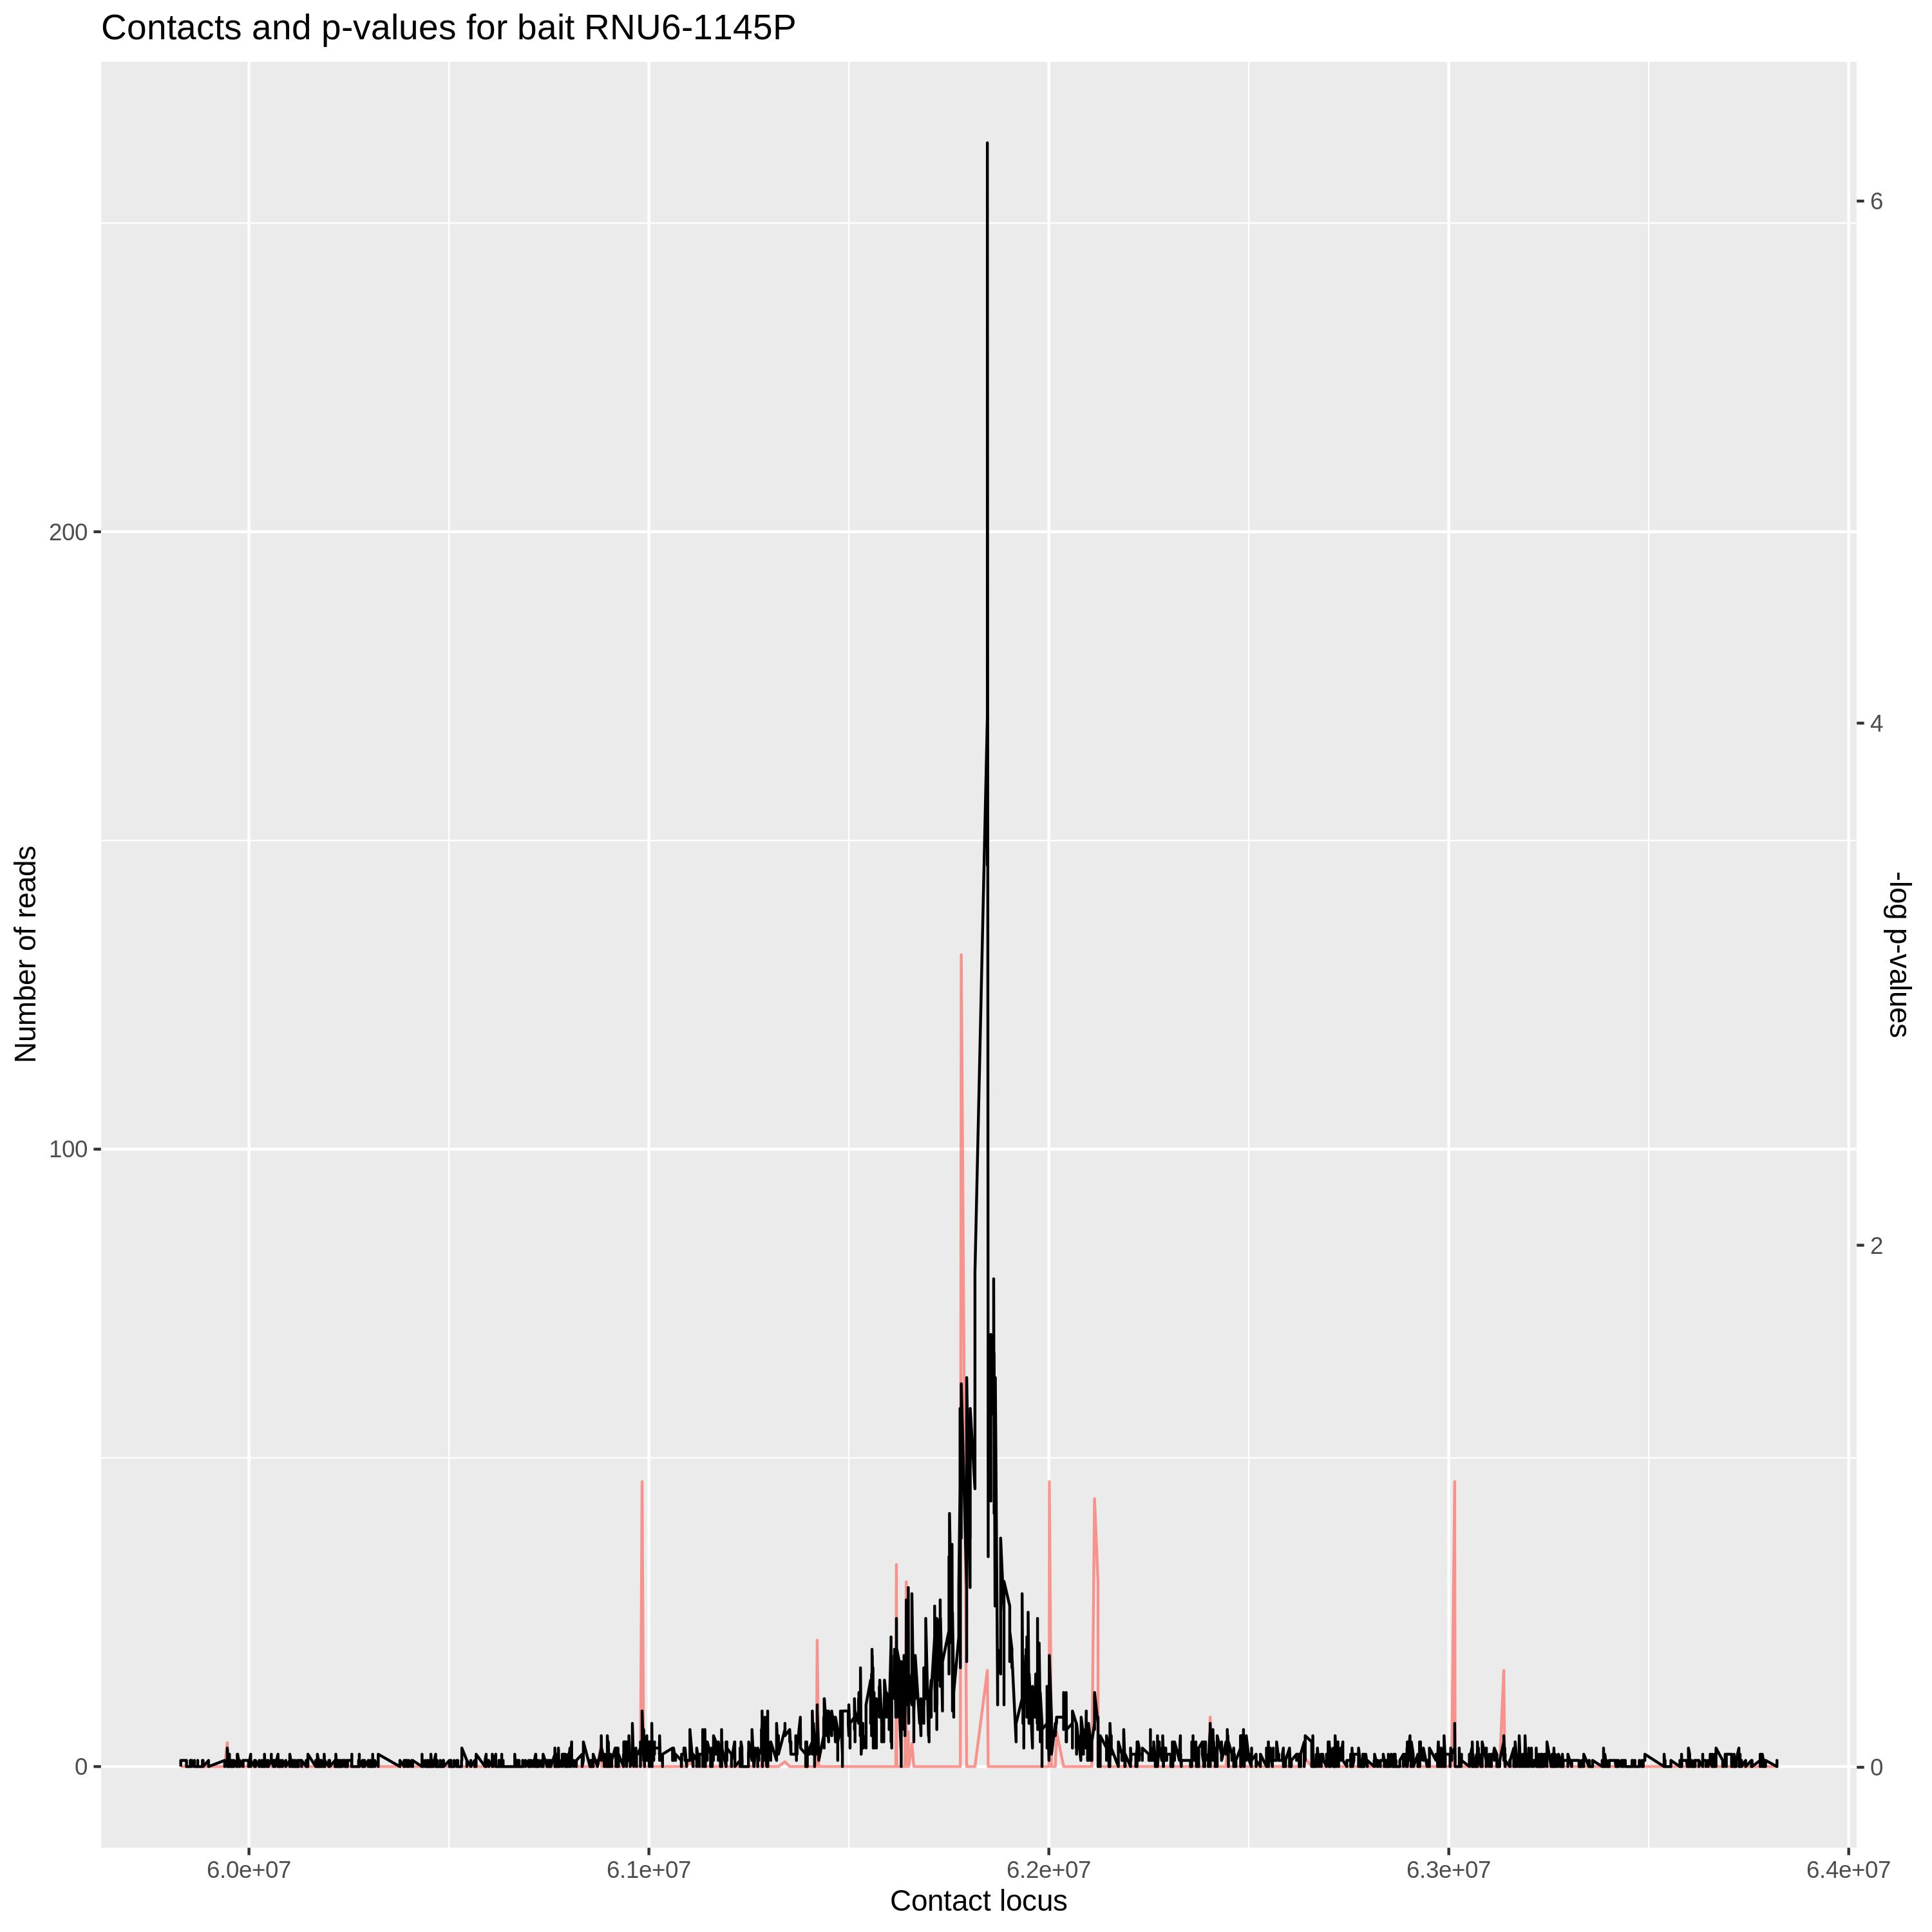 Contacts and p-values for bait RNU6-1145P
Number of reads
200
100
0
6
4
2
0
-log p-values
6.0e+07
6.1e+07
6.2e+07
6.3e+07
6.4e+07
Contact locus